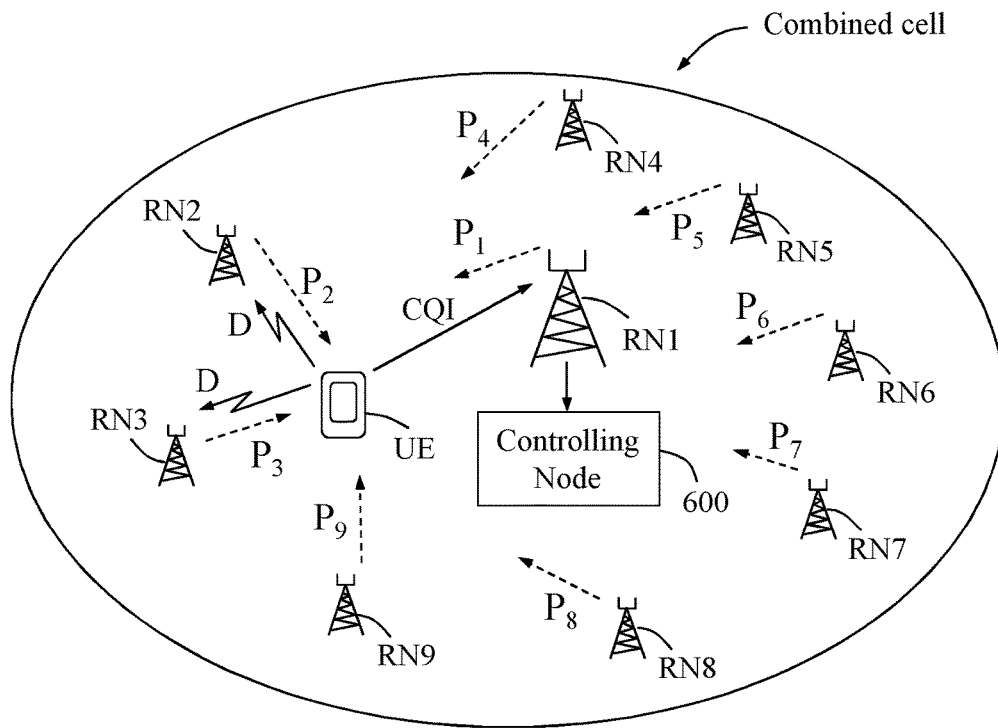 Combined cell
P4
RN4
RN2
P5
RN5
P1
P2
CQI
D
RN1
P6
RN6
D
RN3
P3
UE
Controlling
Node
600
P7
RN7
P9
P8
RN9
RN8